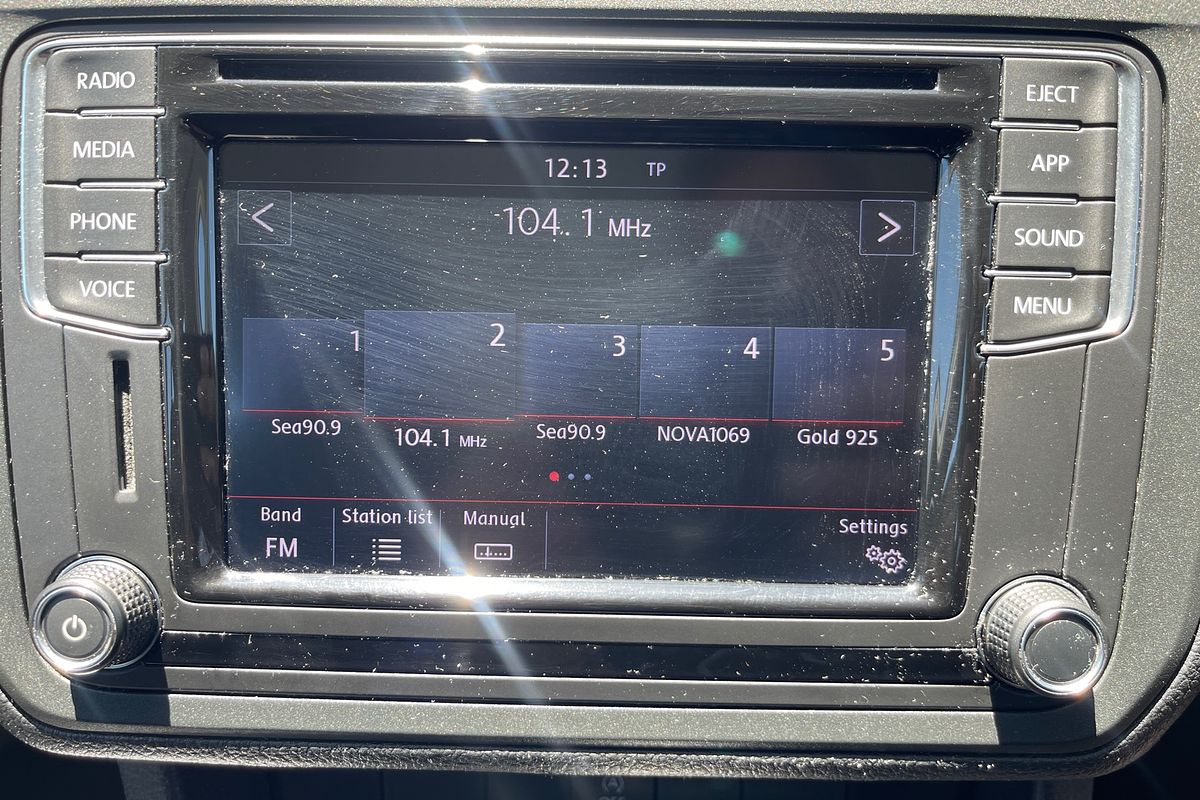 RADIO
MEDIA
PHONE
VOICE
EJECT
APP
SOUND
MENU
12:13 TP
< 104.1 MHz >
1 2 3 4 5
Sea90.9 104.1 MHz Sea90.9 NOVA1069 Gold 925
Band Station list Manual Settings
FM